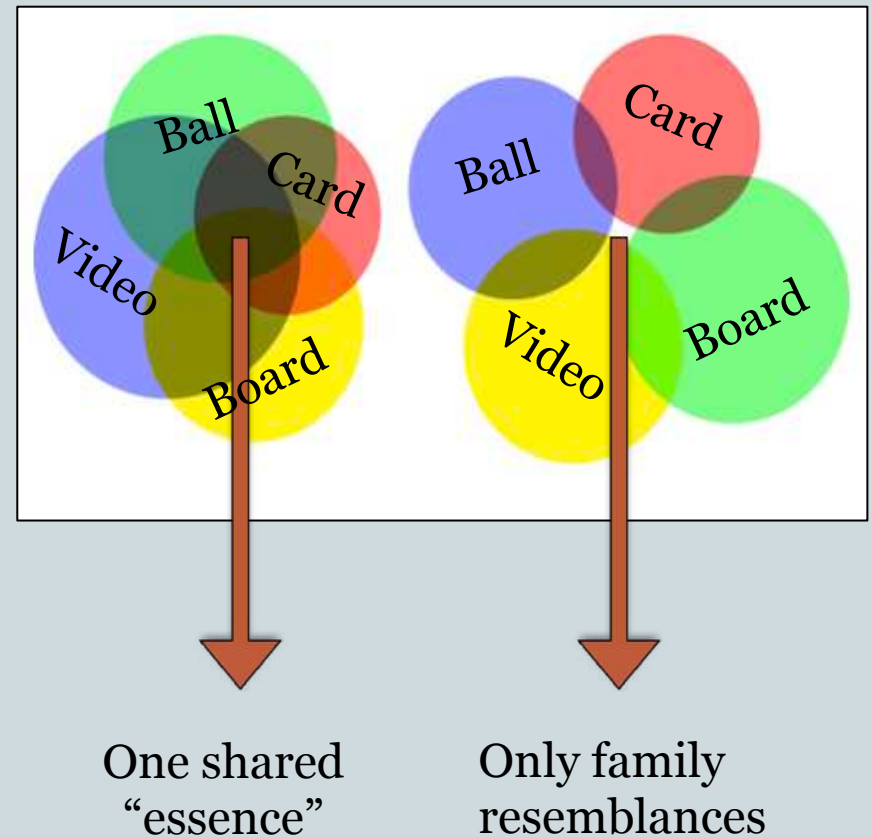 Ball
Card
Video
Board
Card
Ball
Board
Video
One shared
“essence”
Only family
resemblances